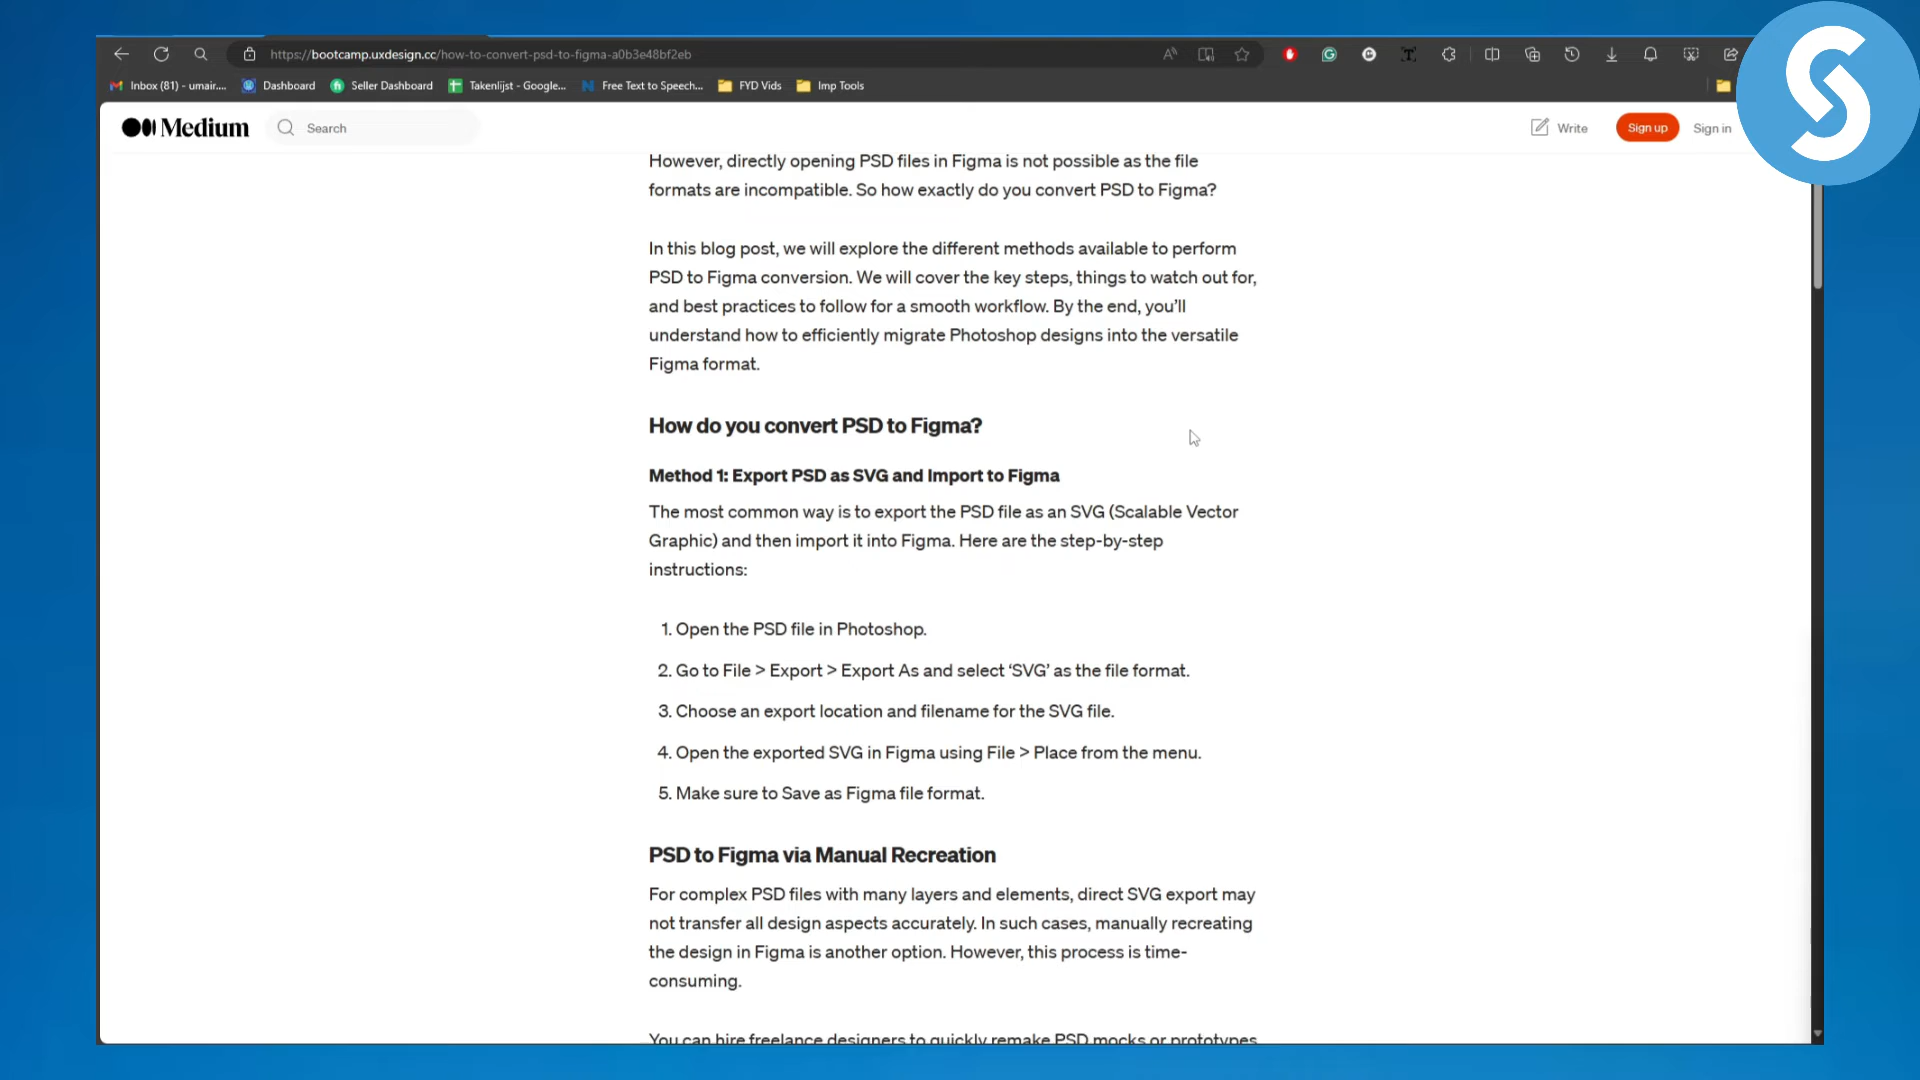 https://bootcamp.uxdesign.cc/how-to-convert-psd-to-figma-a0b3e48bf2eb
Inbox (81) - umair.... Dashboard Seller Dashboard Takenlijst - Google... Free Text to Speech... FYD Vids Imp Tools
Medium Search Write Sign up Sign in
However, directly opening PSD files in Figma is not possible as the file
formats are incompatible. So how exactly do you convert PSD to Figma?
In this blog post, we will explore the different methods available to perform
PSD to Figma conversion. We will cover the key steps, things to watch out for,
and best practices to follow for a smooth workflow. By the end, you’ll
understand how to efficiently migrate Photoshop designs into the versatile
Figma format.
How do you convert PSD to Figma?
Method 1: Export PSD as SVG and Import to Figma
The most common way is to export the PSD file as an SVG (Scalable Vector
Graphic) and then import it into Figma. Here are the step-by-step
instructions:
1. Open the PSD file in Photoshop.
2. Go to File > Export > Export As and select ‘SVG’ as the file format.
3. Choose an export location and filename for the SVG file.
4. Open the exported SVG in Figma using File > Place from the menu.
5. Make sure to Save as Figma file format.
PSD to Figma via Manual Recreation
For complex PSD files with many layers and elements, direct SVG export may
not transfer all design aspects accurately. In such cases, manually recreating
the design in Figma is another option. However, this process is time-
consuming.
You can hire freelance designers to quickly remake PSD mocks or prototypes